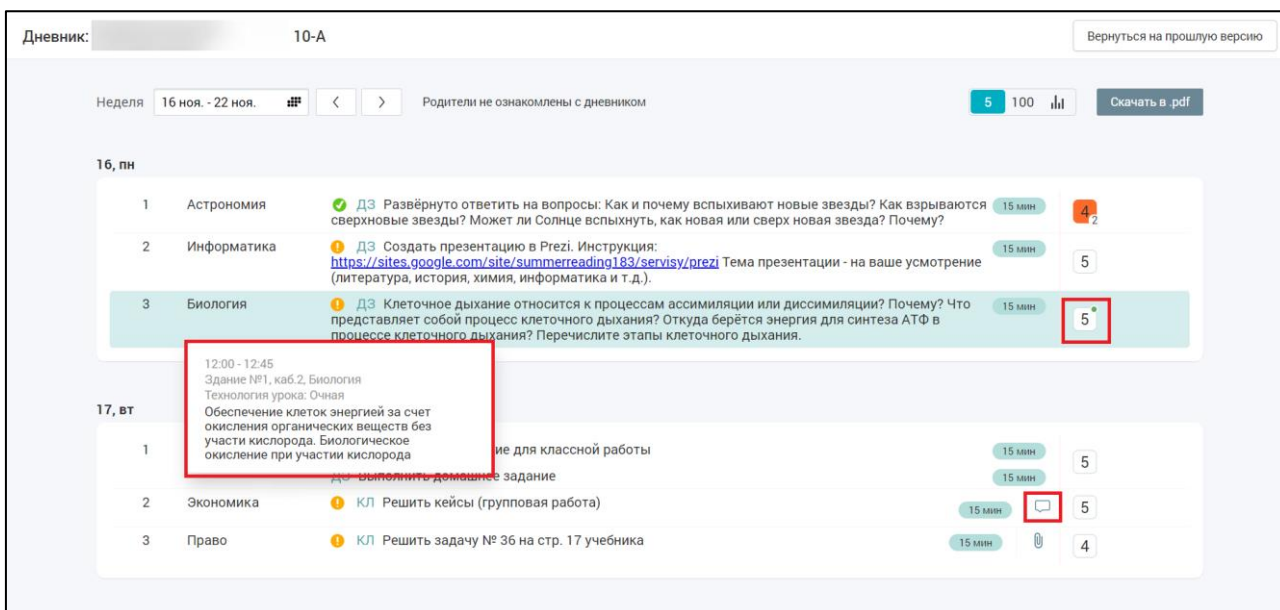 Дневник: 10-А
Вернуться на прошлую версию
Неделя 16 ноя. - 22 ноя. Родители не ознакомлены с дневником 5 100 Скачать в .pdf
16, пн
1 Астрономия ДЗ Развёрнуто ответить на вопросы: Как и почему вспыхивают новые звезды? Как взрываются 15 мин 4 2
сверхновые звезды? Может ли Солнце вспыхнуть, как новая или сверх новая звезда? Почему?
2 Информатика ДЗ Создать презентацию в Prezi. Инструкция: 15 мин 5
https://sites.google.com/site/summerreading183/servisy/prezi Тема презентации - на ваше усмотрение
(литература, история, химия, информатика и т.д.).
3 Биология ДЗ Клеточное дыхание относится к процессам ассимиляции или диссимиляции? Почему? Что 15 мин 5
представляет собой процесс клеточного дыхания? Откуда берётся энергия для синтеза АТФ в
процессе клеточного дыхания? Перечислите этапы клеточного дыхания.
12:00 - 12:45
Здание №1, каб.2, Биология
Технология урока: Очная
Обеспечение клеток энергией за счет
окисления органических веществ без
участи кислорода. Биологическое
окисление при участии кислорода
17, вт
1 ие для классной работы 15 мин 5
ДЗ Выполнить домашнее задание 15 мин
2 Экономика КЛ Решить кейсы (групповая работа) 15 мин 5
3 Право КЛ Решить задачу № 36 на стр. 17 учебника 15 мин 4